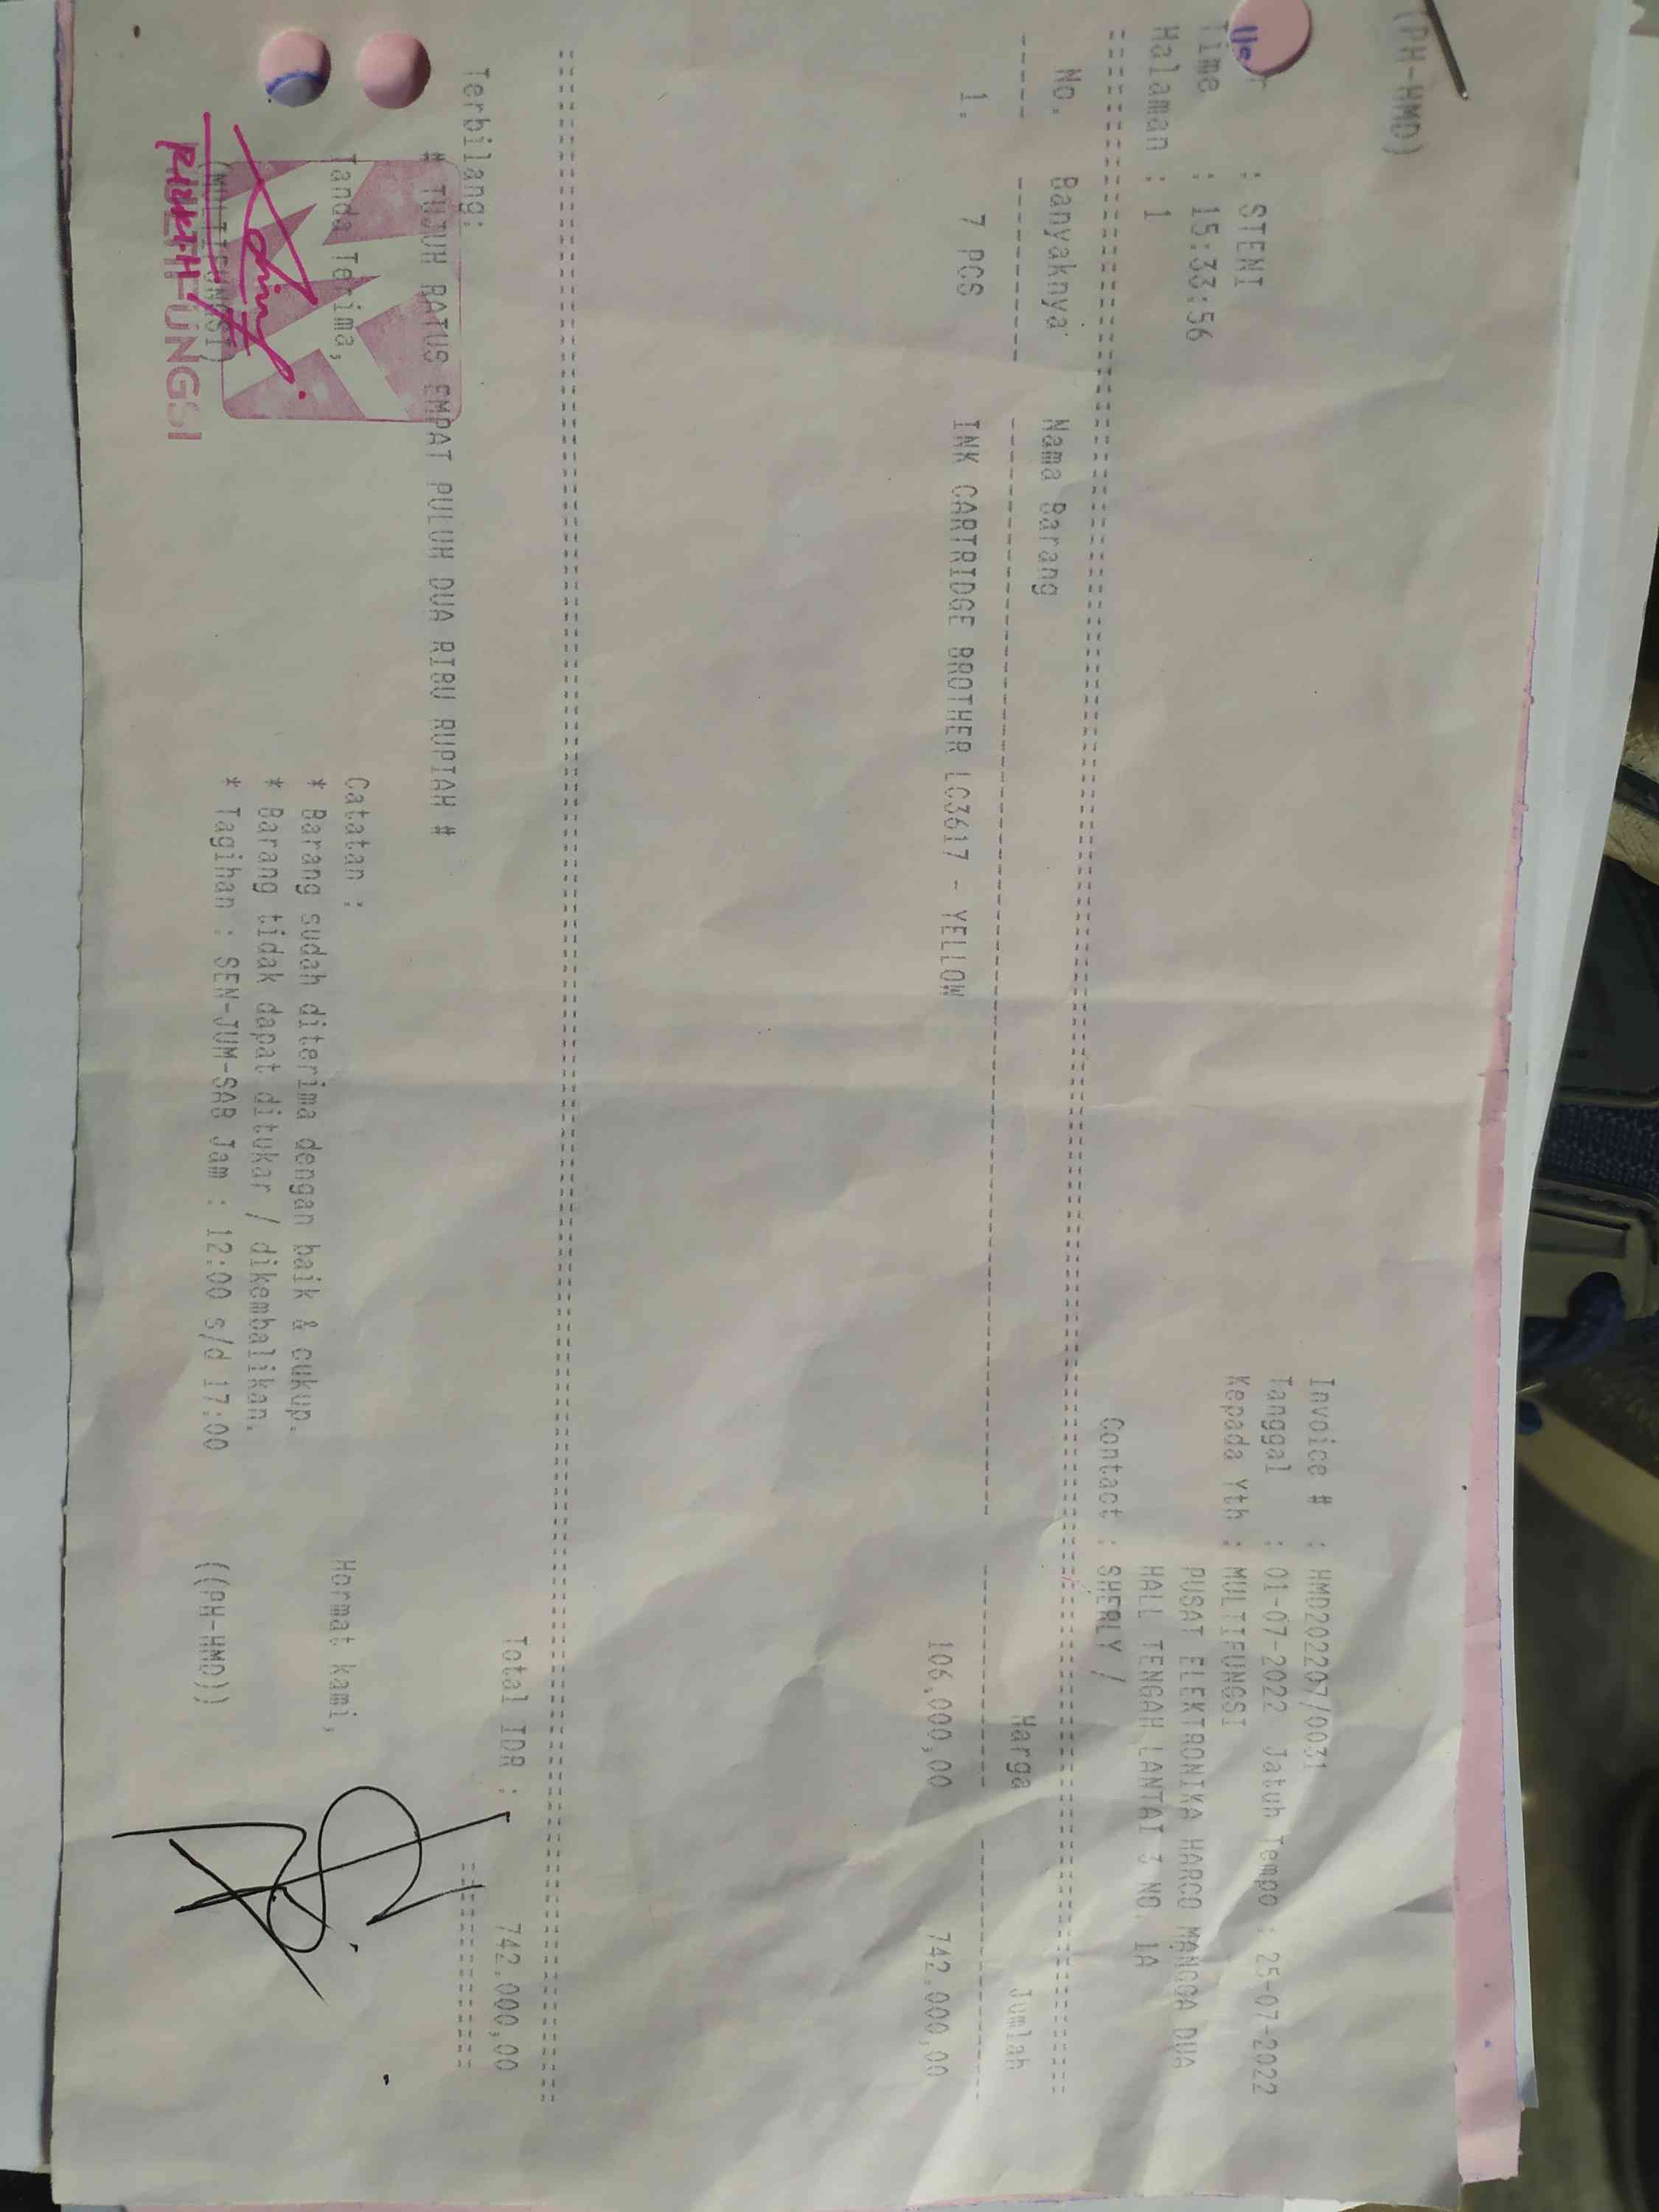 (PH-HMD)
Invoice # : HMD202207/0031
User : STENI
Tanggal : 01-07-2022 Jatuh Tempo : 25-07-2022
Time : 15:33:56
Kepada Yth : MULTIFUNGSI
Halaman : 1
PUSAT ELEKTRONIKA HARCO MANGGA DUA
HALL TENGAH LANTAI 3 NO. 1A
Contact : SHERLY /
No. Banyaknya Nama Barang Harga Jumlah
1. 7 PCS INK CARTRIDGE BROTHER LC3617 - YELLOW 106.000,00 742.000,00
Total IDR : 742.000,00
Terbilang:
# TUJUH RATUS EMPAT PULUH DUA RIBU RUPIAH #
Tanda Terima,
Catatan :
Hormat kami,
* Barang sudah diterima dengan baik & cukup.
* Barang tidak dapat ditukar / dikembalikan.
* Tagihan : SEN-JUM-SAB Jam : 12:00 s/d 17:00
(MULTIFUNGSI)
((PH-HMD))
MULTI-FUNGSI